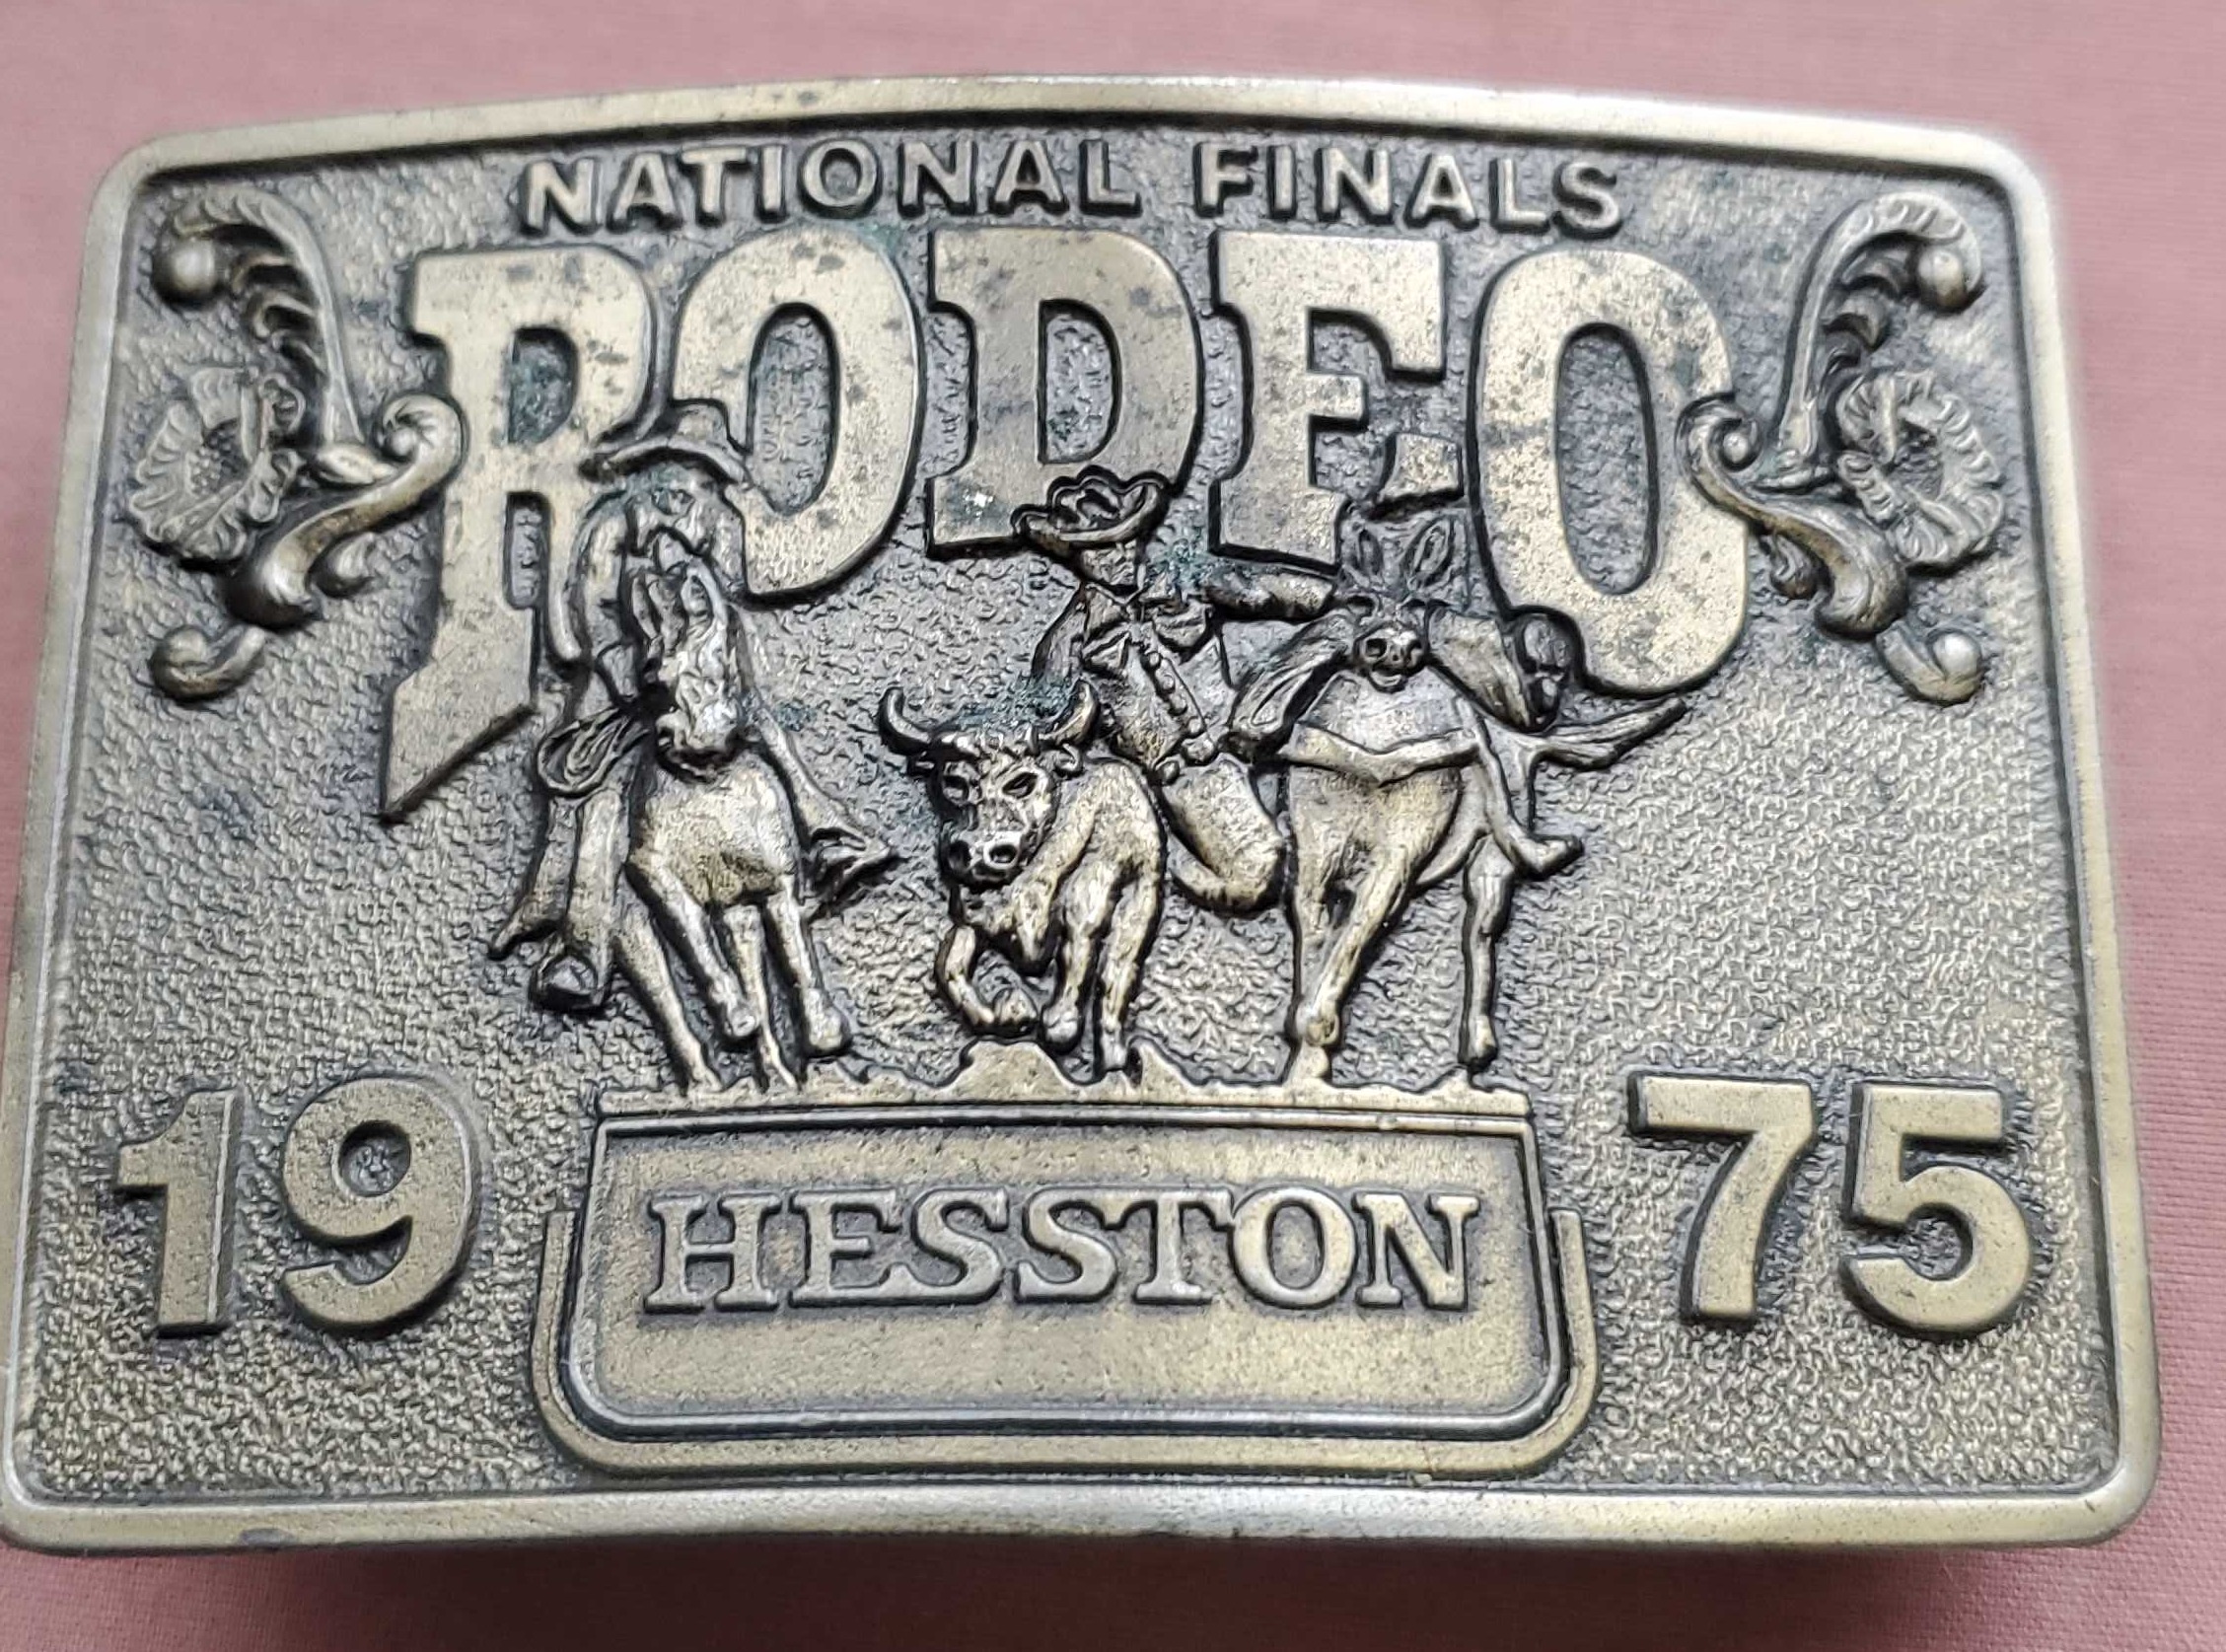 NATIONAL FINALS
RODEO
19 75
HESSTON